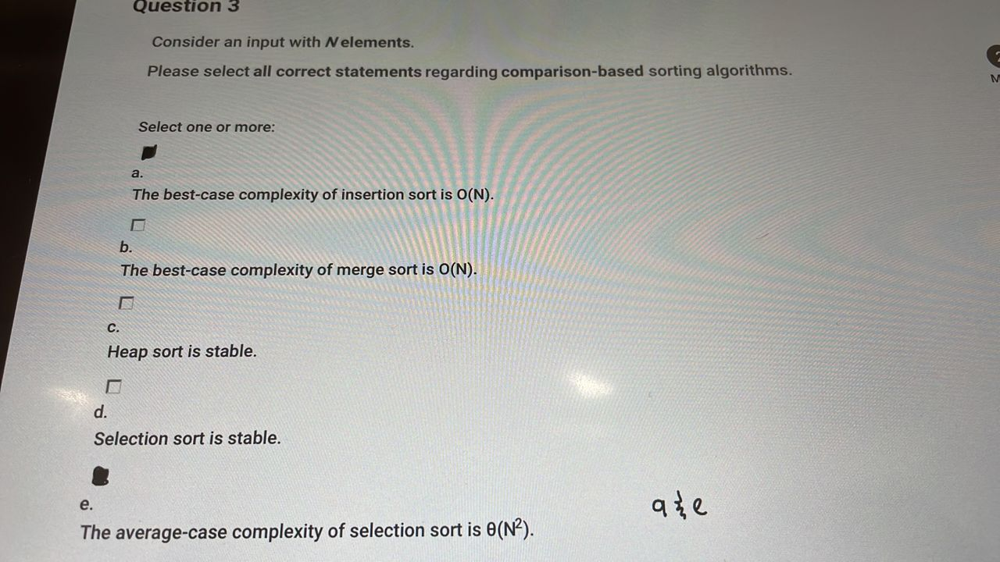 Question 3
Consider an input with N elements.
Please select all correct statements regarding comparison-based sorting algorithms.
Select one or more:
a.
The best-case complexity of insertion sort is O(N).
b.
The best-case complexity of merge sort is O(N).
c.
Heap sort is stable.
d.
Selection sort is stable.
e.
The average-case complexity of selection sort is θ(N²).
a & e